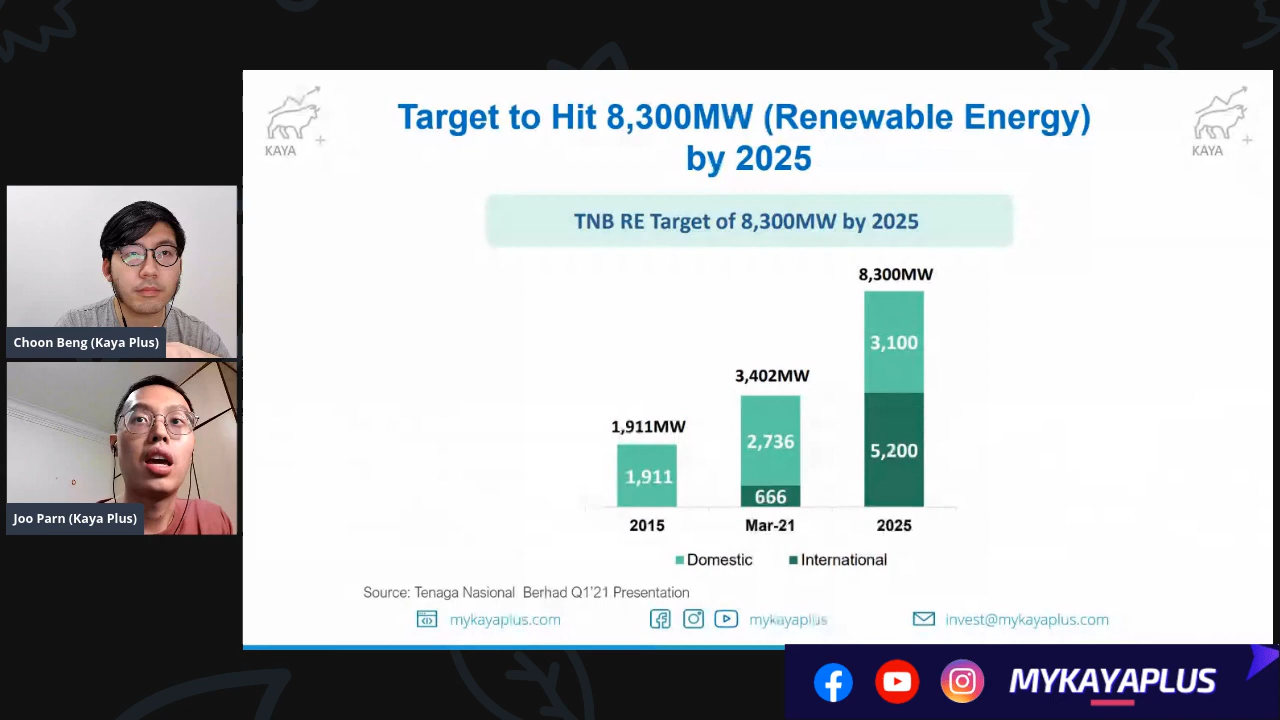 KAYA
Target to Hit 8,300MW (Renewable Energy)
by 2025
KAYA
TNB RE Target of 8,300MW by 2025
8,300MW
3,100
3,402MW
1,911MW
2,736
5,200
1,911
666
2015
Mar-21
2025
Domestic
International
Source: Tenaga Nasional Berhad Q1'21 Presentation
mykayaplus.com
mykayaplus
invest@mykayaplus.com
Choon Beng (Kaya Plus)
Joo Parn (Kaya Plus)
MYKAYAPLUS